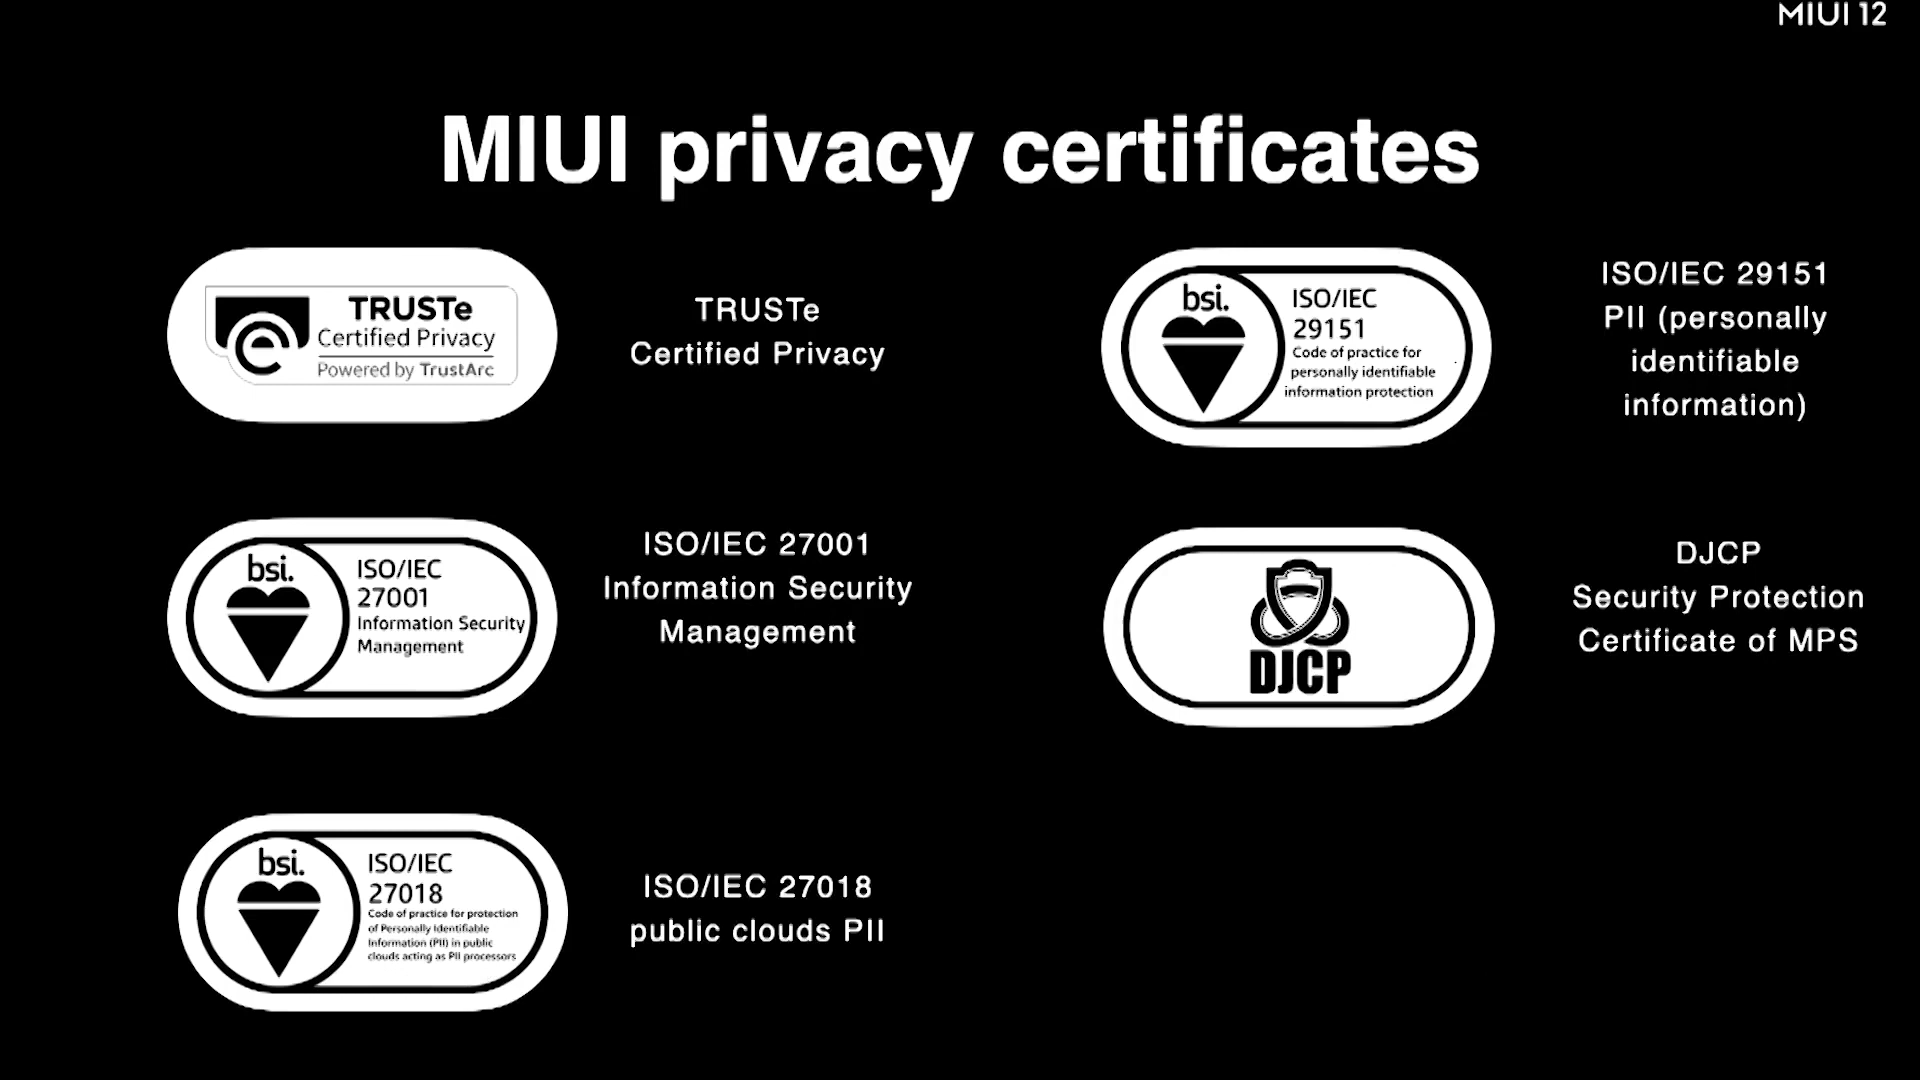 MIUI 12
MIUI privacy certificates
TRUSTe
Certified Privacy
Powered by TrustArc
TRUSTe
Certified Privacy
bsi.
ISO/IEC
29151
Code of practice for
personally identifiable
information protection
ISO/IEC 29151
PII (personally
identifiable
information)
bsi.
ISO/IEC
27001
Information Security
Management
ISO/IEC 27001
Information Security
Management
DJCP
DJCP
Security Protection
Certificate of MPS
bsi.
ISO/IEC
27018
Code of practice for protection
of Personally Identifiable
Information (PII) in public
clouds acting as PII processors
ISO/IEC 27018
public clouds PII